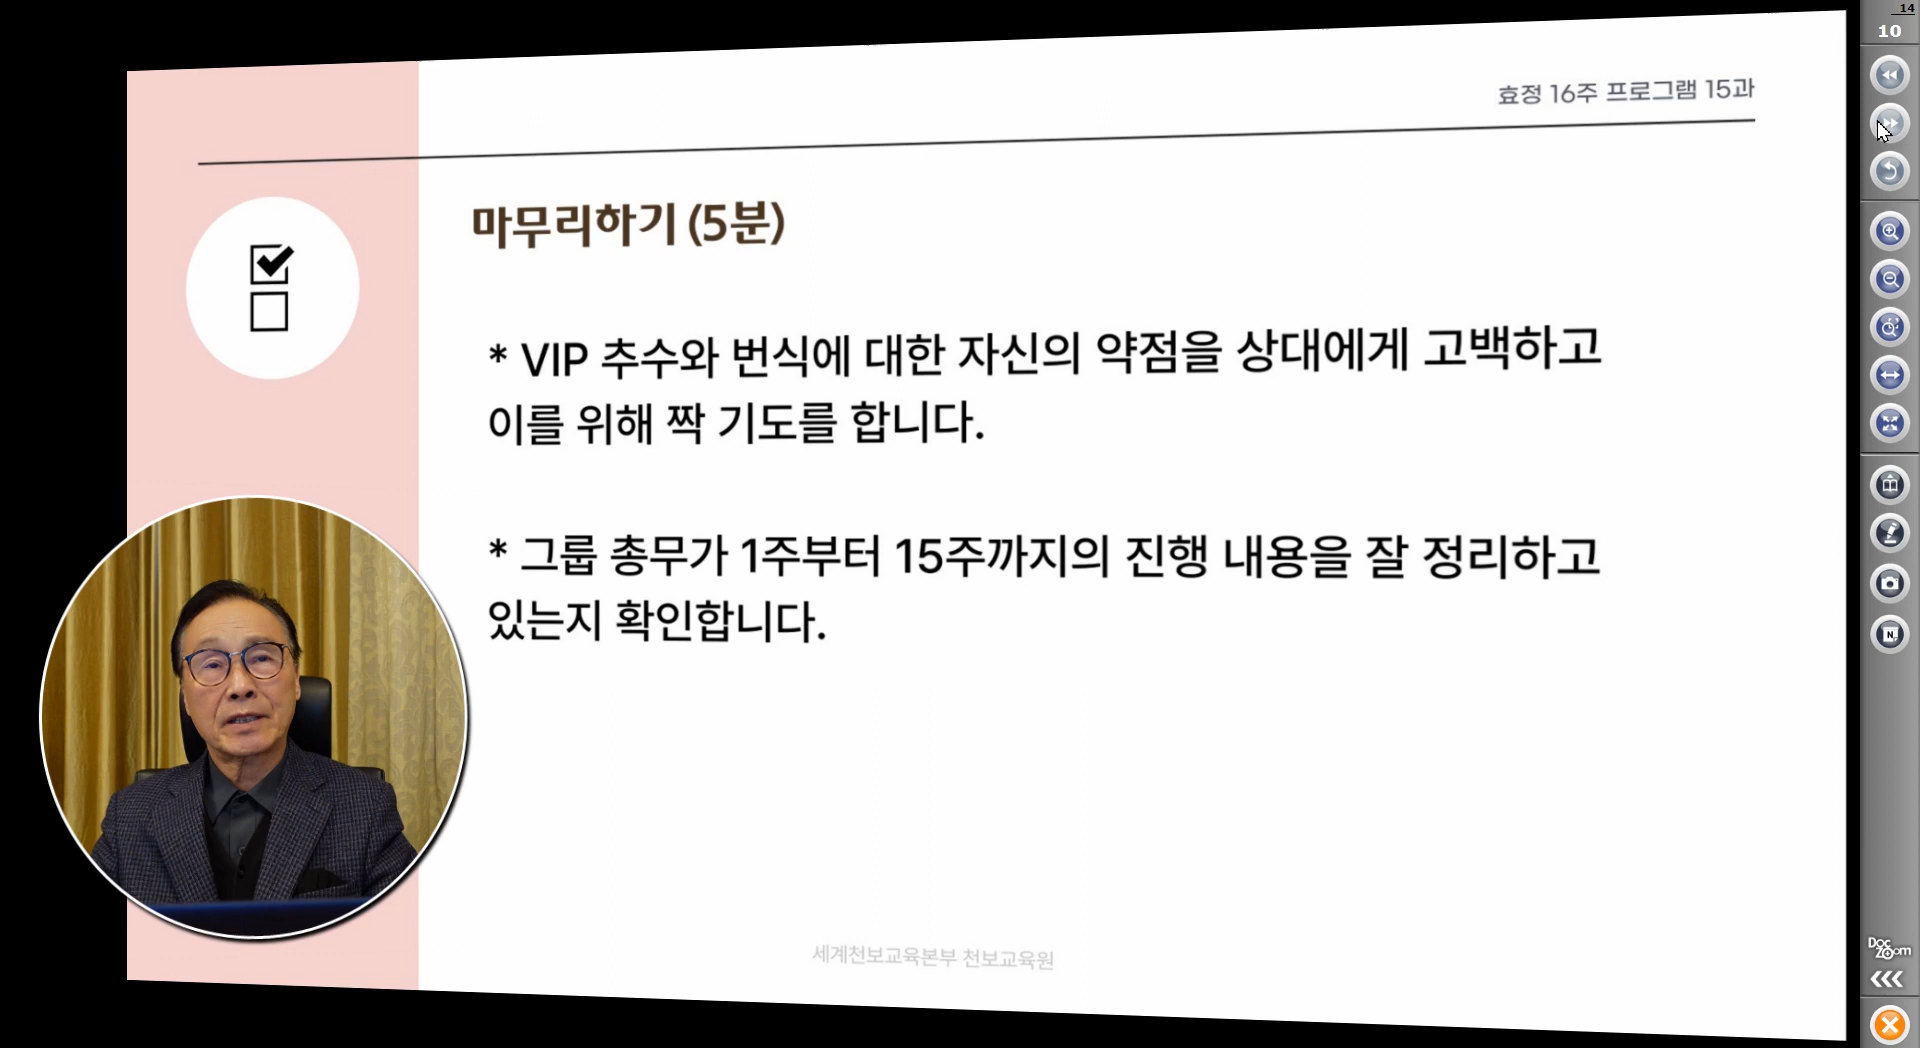 14
10
효정 16주 프로그램 15과
마무리하기 (5분)
* VIP 추수와 번식에 대한 자신의 약점을 상대에게 고백하고
이를 위해 짝 기도를 합니다.
* 그룹 총무가 1주부터 15주까지의 진행 내용을 잘 정리하고
있는지 확인합니다.
세계천보교육본부 천보교육원
N
Doc
Zoom